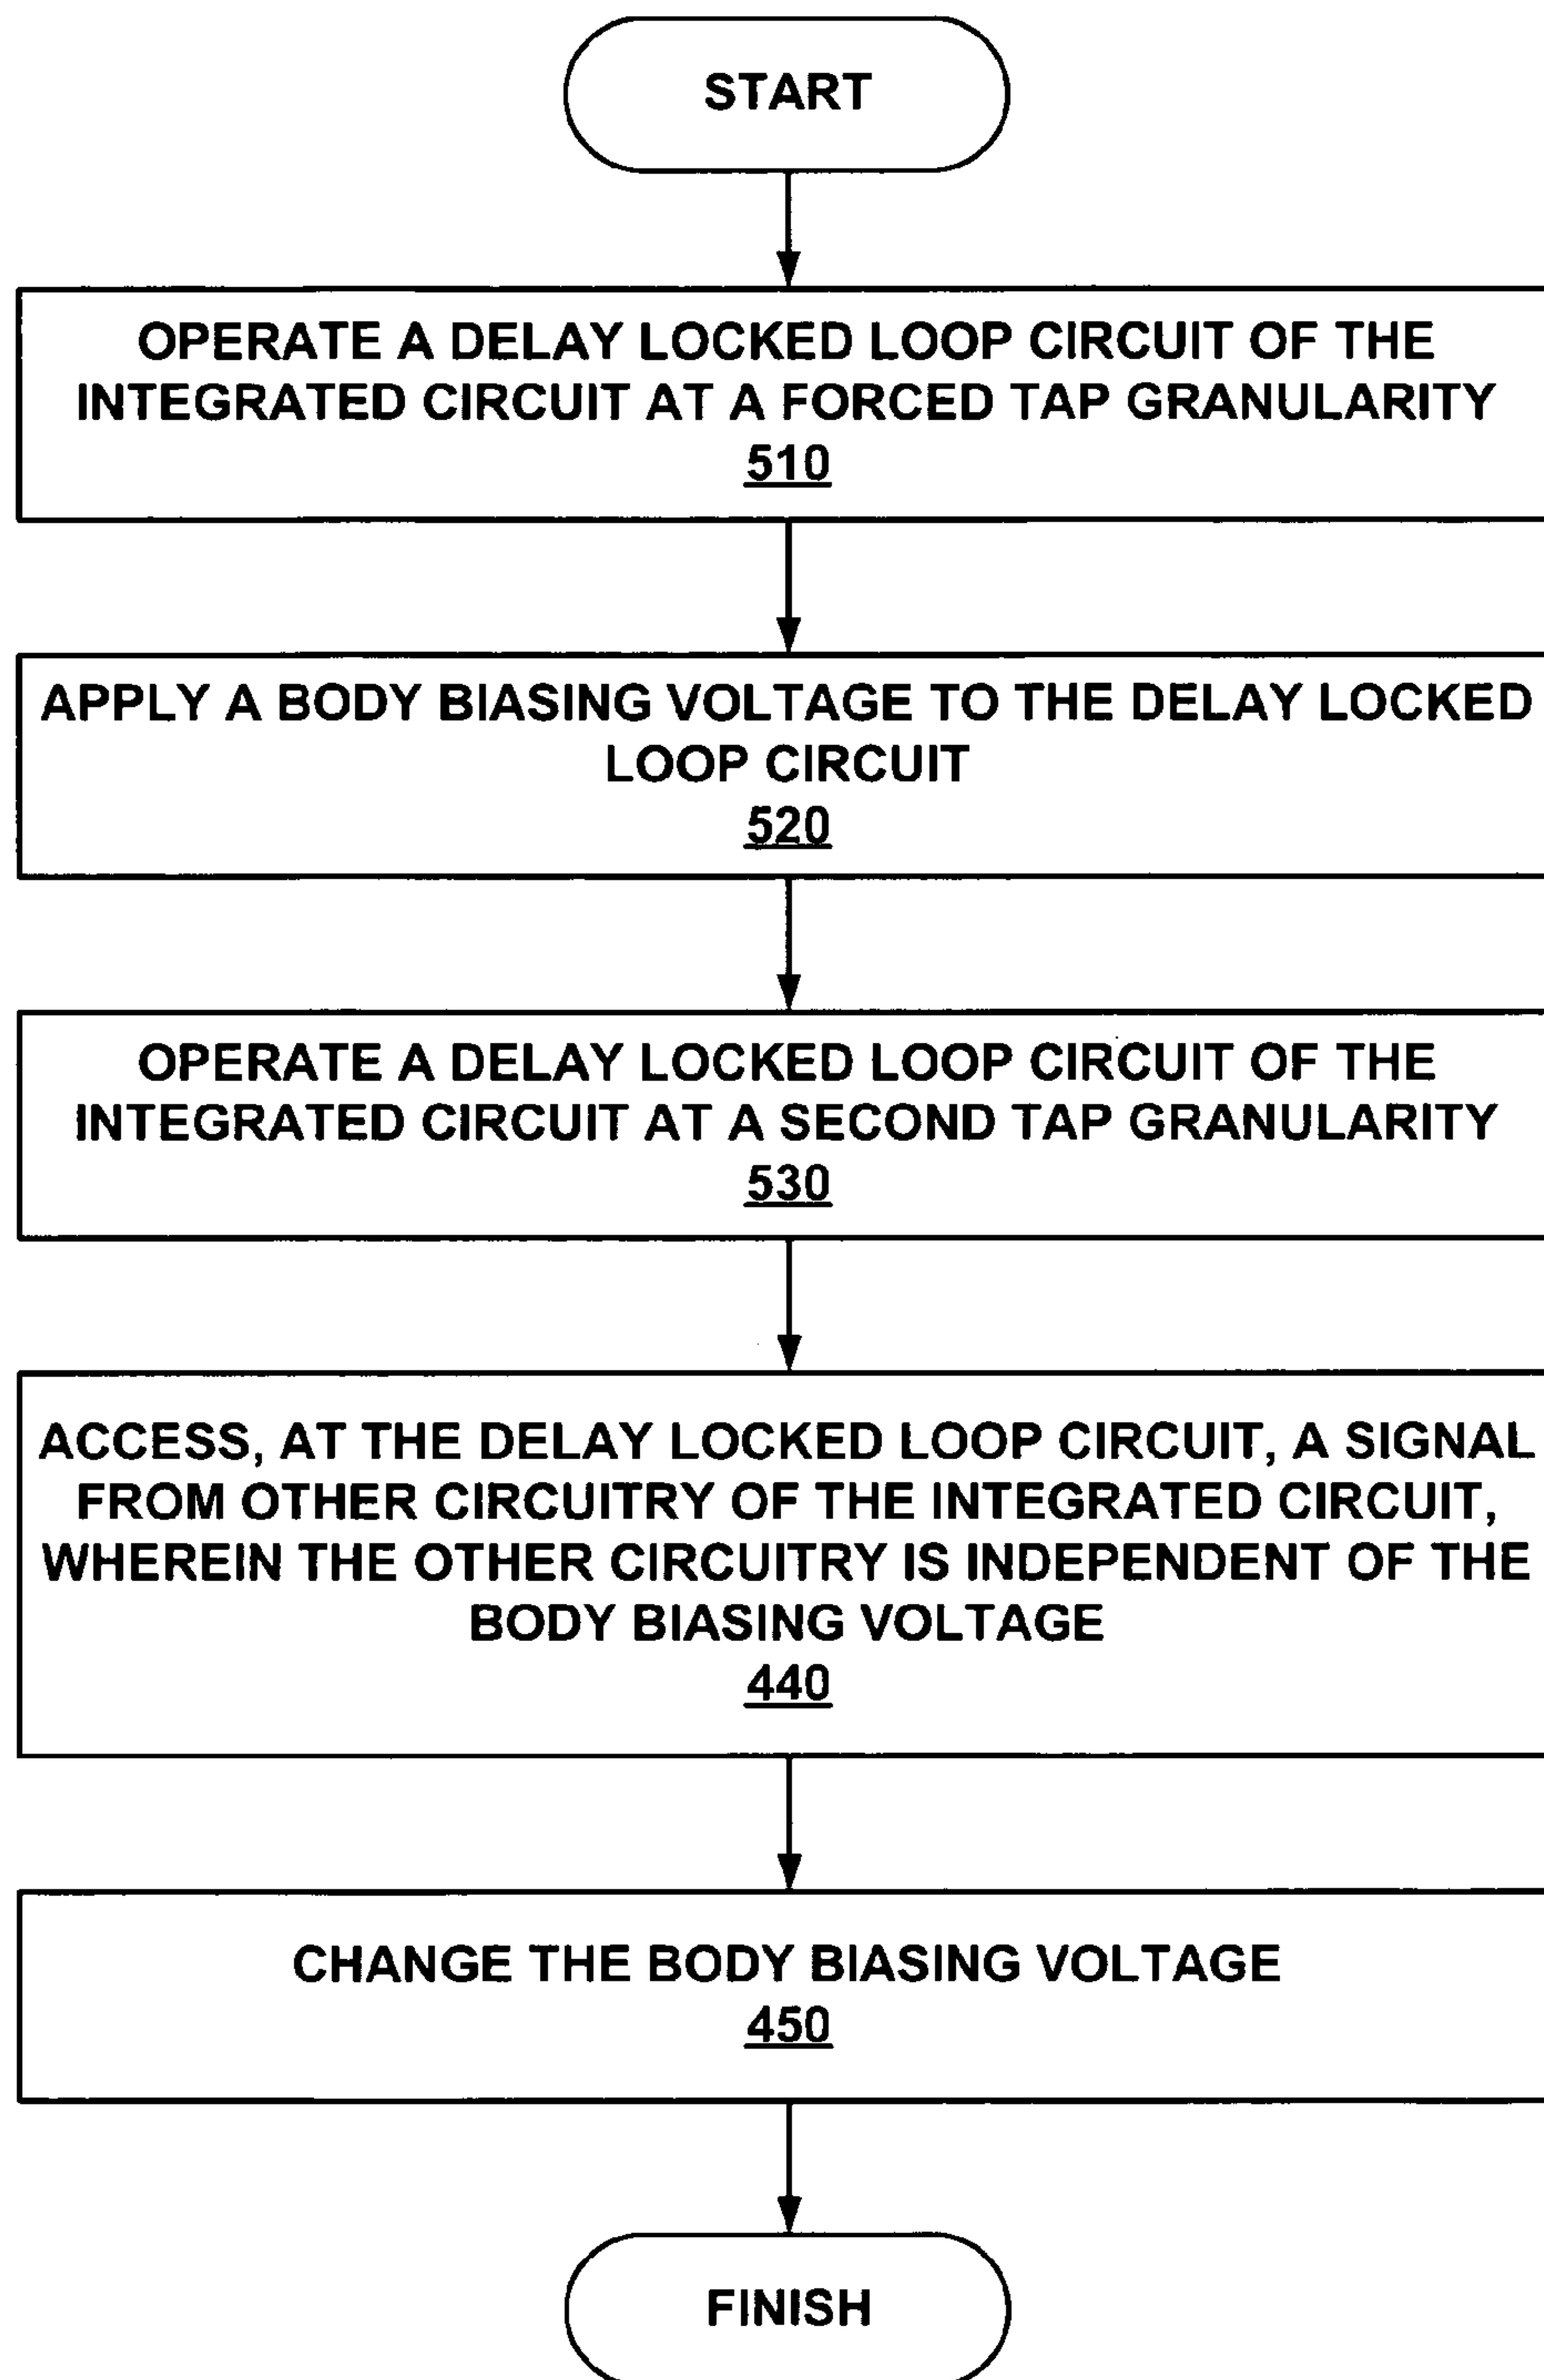 START
OPERATE A DELAY LOCKED LOOP CIRCUIT OF THE
INTEGRATED CIRCUIT AT A FORCED TAP GRANULARITY
510
APPLY A BODY BIASING VOLTAGE TO THE DELAY LOCKED
LOOP CIRCUIT
520
OPERATE A DELAY LOCKED LOOP CIRCUIT OF THE
INTEGRATED CIRCUIT AT A SECOND TAP GRANULARITY
530
ACCESS, AT THE DELAY LOCKED LOOP CIRCUIT, A SIGNAL
FROM OTHER CIRCUITRY OF THE INTEGRATED CIRCUIT,
WHEREIN THE OTHER CIRCUITRY IS INDEPENDENT OF THE
BODY BIASING VOLTAGE
440
CHANGE THE BODY BIASING VOLTAGE
450
FINISH